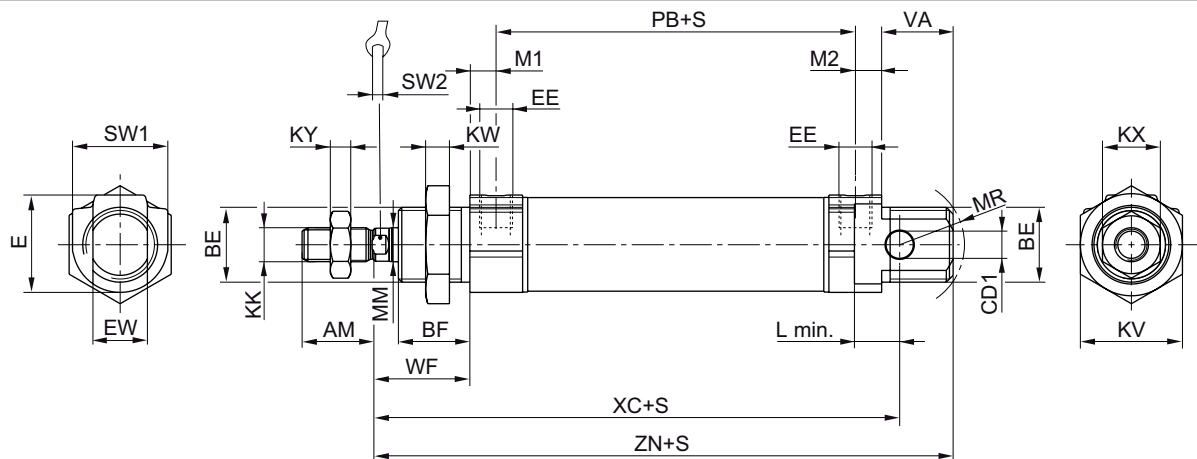 PB+S
VA
M1
M2
SW2
EE
SW1
KY
KW
EE
KX
MR
E
BE
BE
KK
MM
CD1
EW
AM
BF
L min.
KV
WF
XC+S
ZN+S